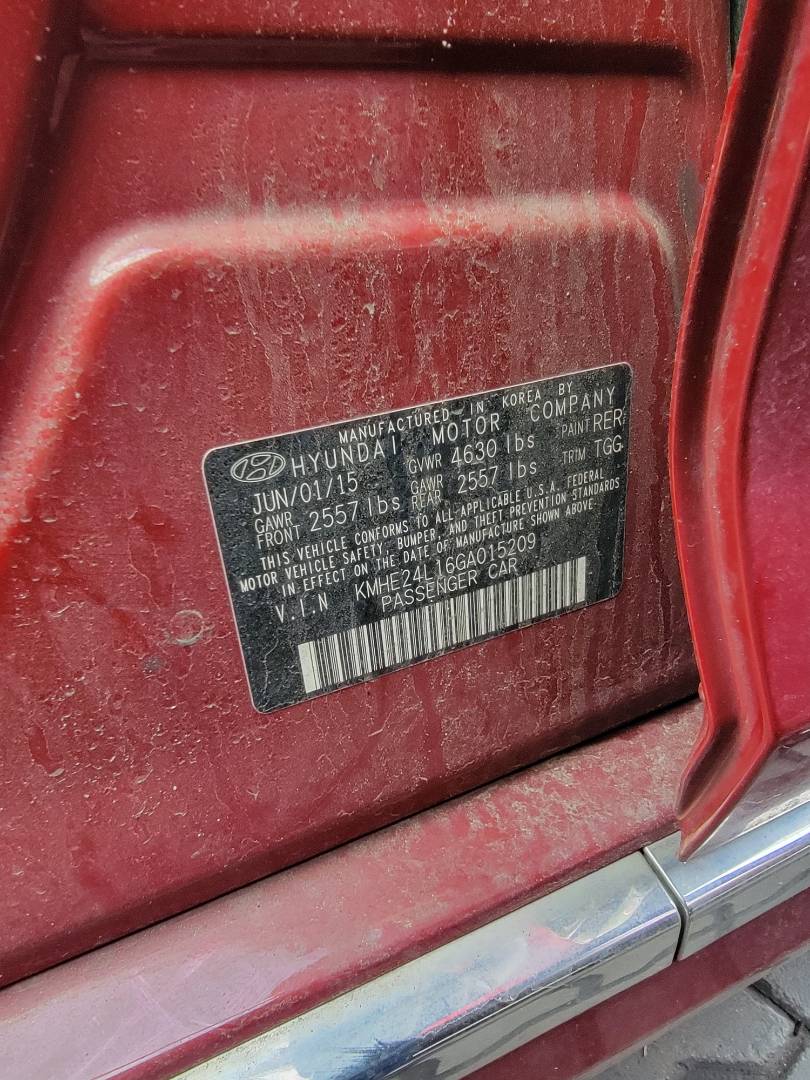 MANUFACTURED IN KOREA BY
HYUNDAI MOTOR COMPANY
JUN/01/15 GVWR 4630 lbs PAINT RER
GAWR FRONT 2557 lbs GAWR REAR 2557 lbs TRIM TGG
THIS VEHICLE CONFORMS TO ALL APPLICABLE U.S.A. FEDERAL
MOTOR VEHICLE SAFETY, BUMPER, AND THEFT PREVENTION STANDARDS
IN EFFECT ON THE DATE OF MANUFACTURE SHOWN ABOVE
V.I.N KMHE24L16GA015209
PASSENGER CAR